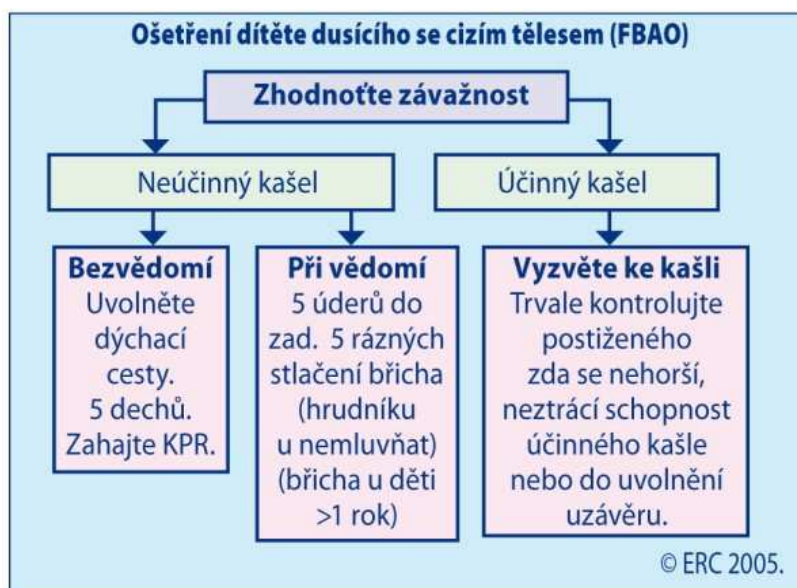 Ošetření dítěte dusícího se cizím tělesem (FBAO)
Zhodnoťte závažnost
Neúčinný kašel
Účinný kašel
Bezvědomí
Uvolněte
dýchací
cesty.
5 dechů.
Zahajte KPR.
Při vědomí
5 úderů do
zad. 5 rázných
stlačení břicha
(hrudníku
u nemluvňat)
(břicha u děti
>1 rok)
Vyzvěte ke kašli
Trvale kontrolujte
postiženého
zda se nehorší,
neztrácí schopnost
účinného kašle
nebo do uvolnění
uzávěru.
© ERC 2005.